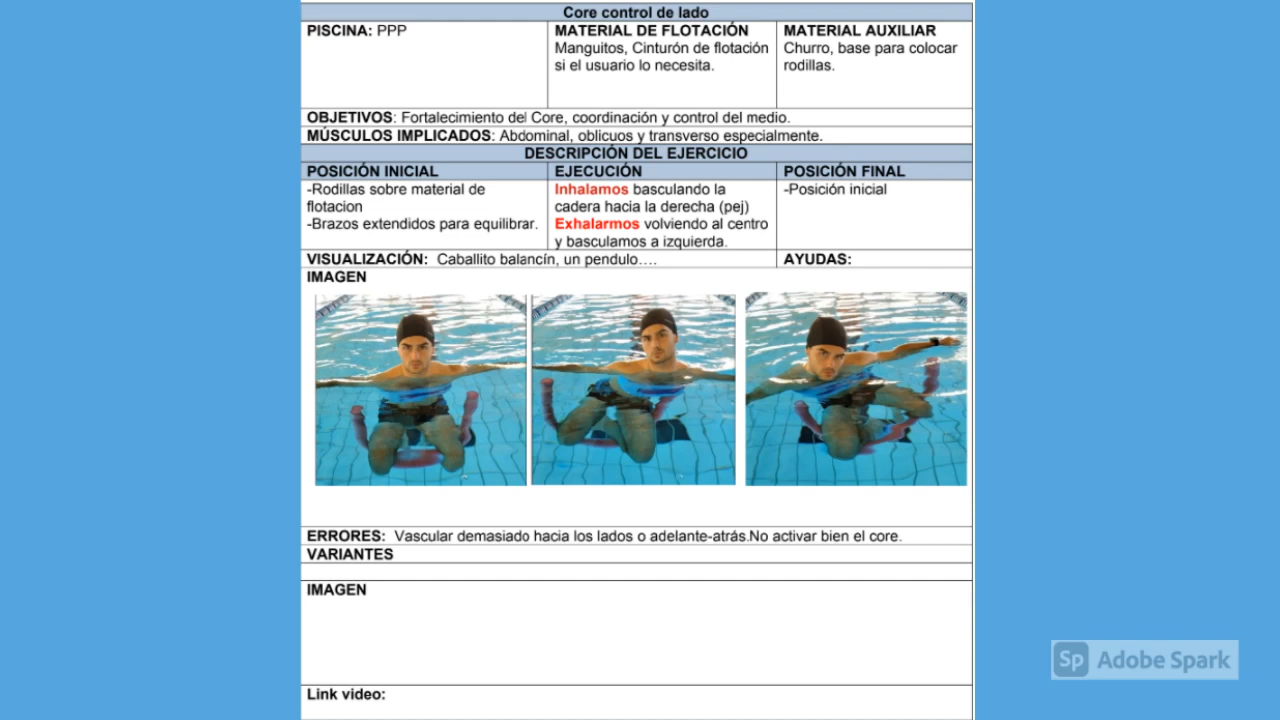 Core control de lado
PISCINA: PPP
MATERIAL DE FLOTACIÓN
Manguitos, Cinturón de flotación
si el usuario lo necesita.
MATERIAL AUXILIAR
Churro, base para colocar
rodillas.
OBJETIVOS: Fortalecimiento del Core, coordinación y control del medio.
MÚSCULOS IMPLICADOS: Abdominal, oblicuos y transverso especialmente.
DESCRIPCIÓN DEL EJERCICIO
POSICIÓN INICIAL
-Rodillas sobre material de
flotacion
-Brazos extendidos para equilibrar.
EJECUCIÓN
Inhalamos basculando la
cadera hacia la derecha (pej)
Exhalarmos volviendo al centro
y basculamos a izquierda.
POSICIÓN FINAL
-Posición inicial
VISUALIZACIÓN: Caballito balancín, un pendulo….
AYUDAS:
IMAGEN
ERRORES: Vascular demasiado hacia los lados o adelante-atrás.No activar bien el core.
VARIANTES
IMAGEN
Link video:
Sp Adobe Spark